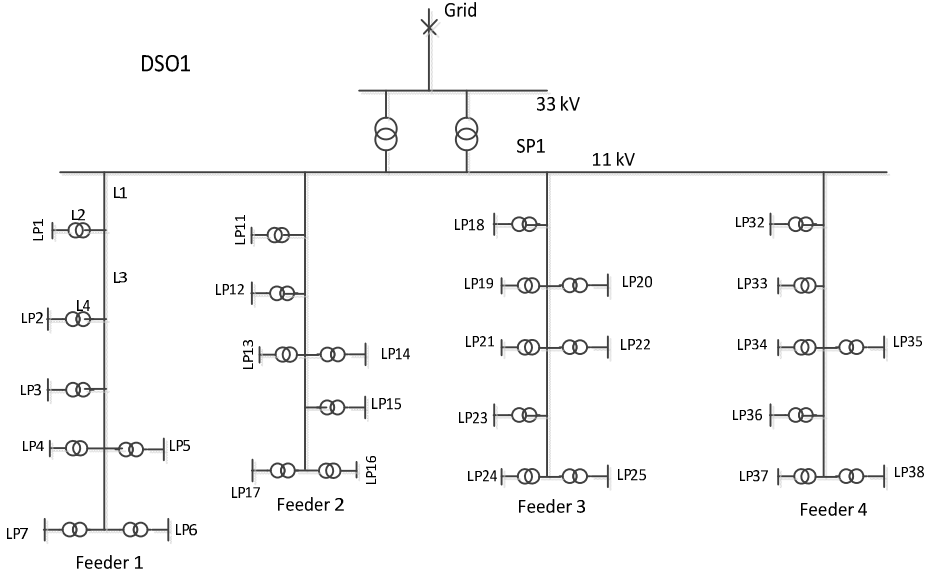 Grid
DSO1
33 kV
SP1
11 kV
L1
L2
LP1
L3
L4
LP2
LP3
LP4
LP5
LP7
LP6
Feeder 1
LP11
LP12
LP13
LP14
LP15
LP17
LP16
Feeder 2
LP18
LP19
LP20
LP21
LP22
LP23
LP24
LP25
Feeder 3
LP32
LP33
LP34
LP35
LP36
LP37
LP38
Feeder 4